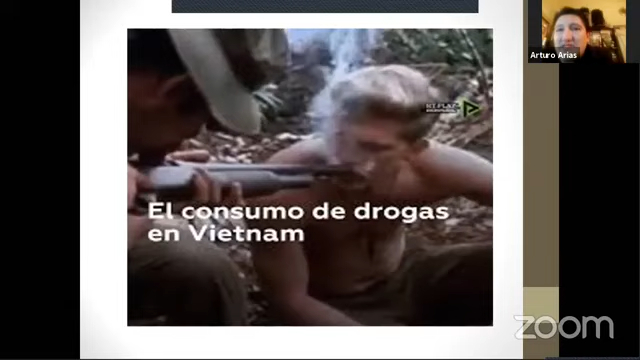 Arturo Arias
El consumo de drogas
en Vietnam
zoom